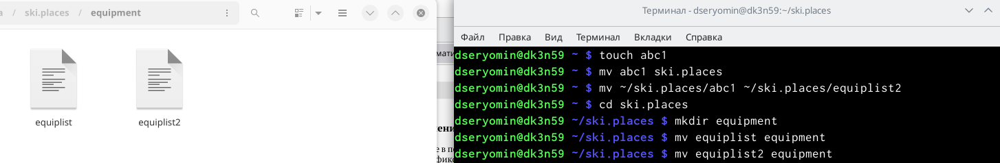 a / ski.places / equipment
equiplist
equiplist2
мати
ени
е в п
фико
Терминал - dseryomin@dk3n59:~/ski.places
Файл Правка Вид Терминал Вкладки Справка
dseryomin@dk3n59 ~ $ touch abc1
dseryomin@dk3n59 ~ $ mv abc1 ski.places
dseryomin@dk3n59 ~ $ mv ~/ski.places/abc1 ~/ski.places/equiplist2
dseryomin@dk3n59 ~ $ cd ski.places
dseryomin@dk3n59 ~/ski.places $ mkdir equipment
dseryomin@dk3n59 ~/ski.places $ mv equiplist equipment
dseryomin@dk3n59 ~/ski.places $ mv equiplist2 equipment